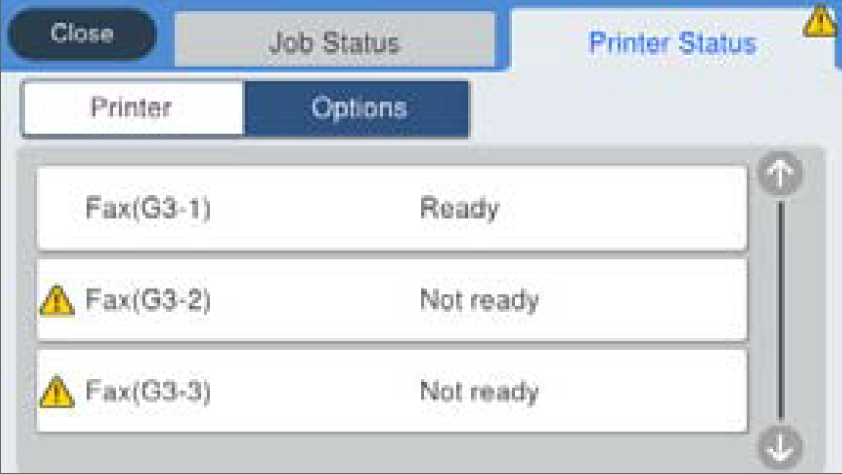 Close
Job Status
Printer Status
Printer
Options
Fax(G3-1) Ready
Fax(G3-2) Not ready
Fax(G3-3) Not ready